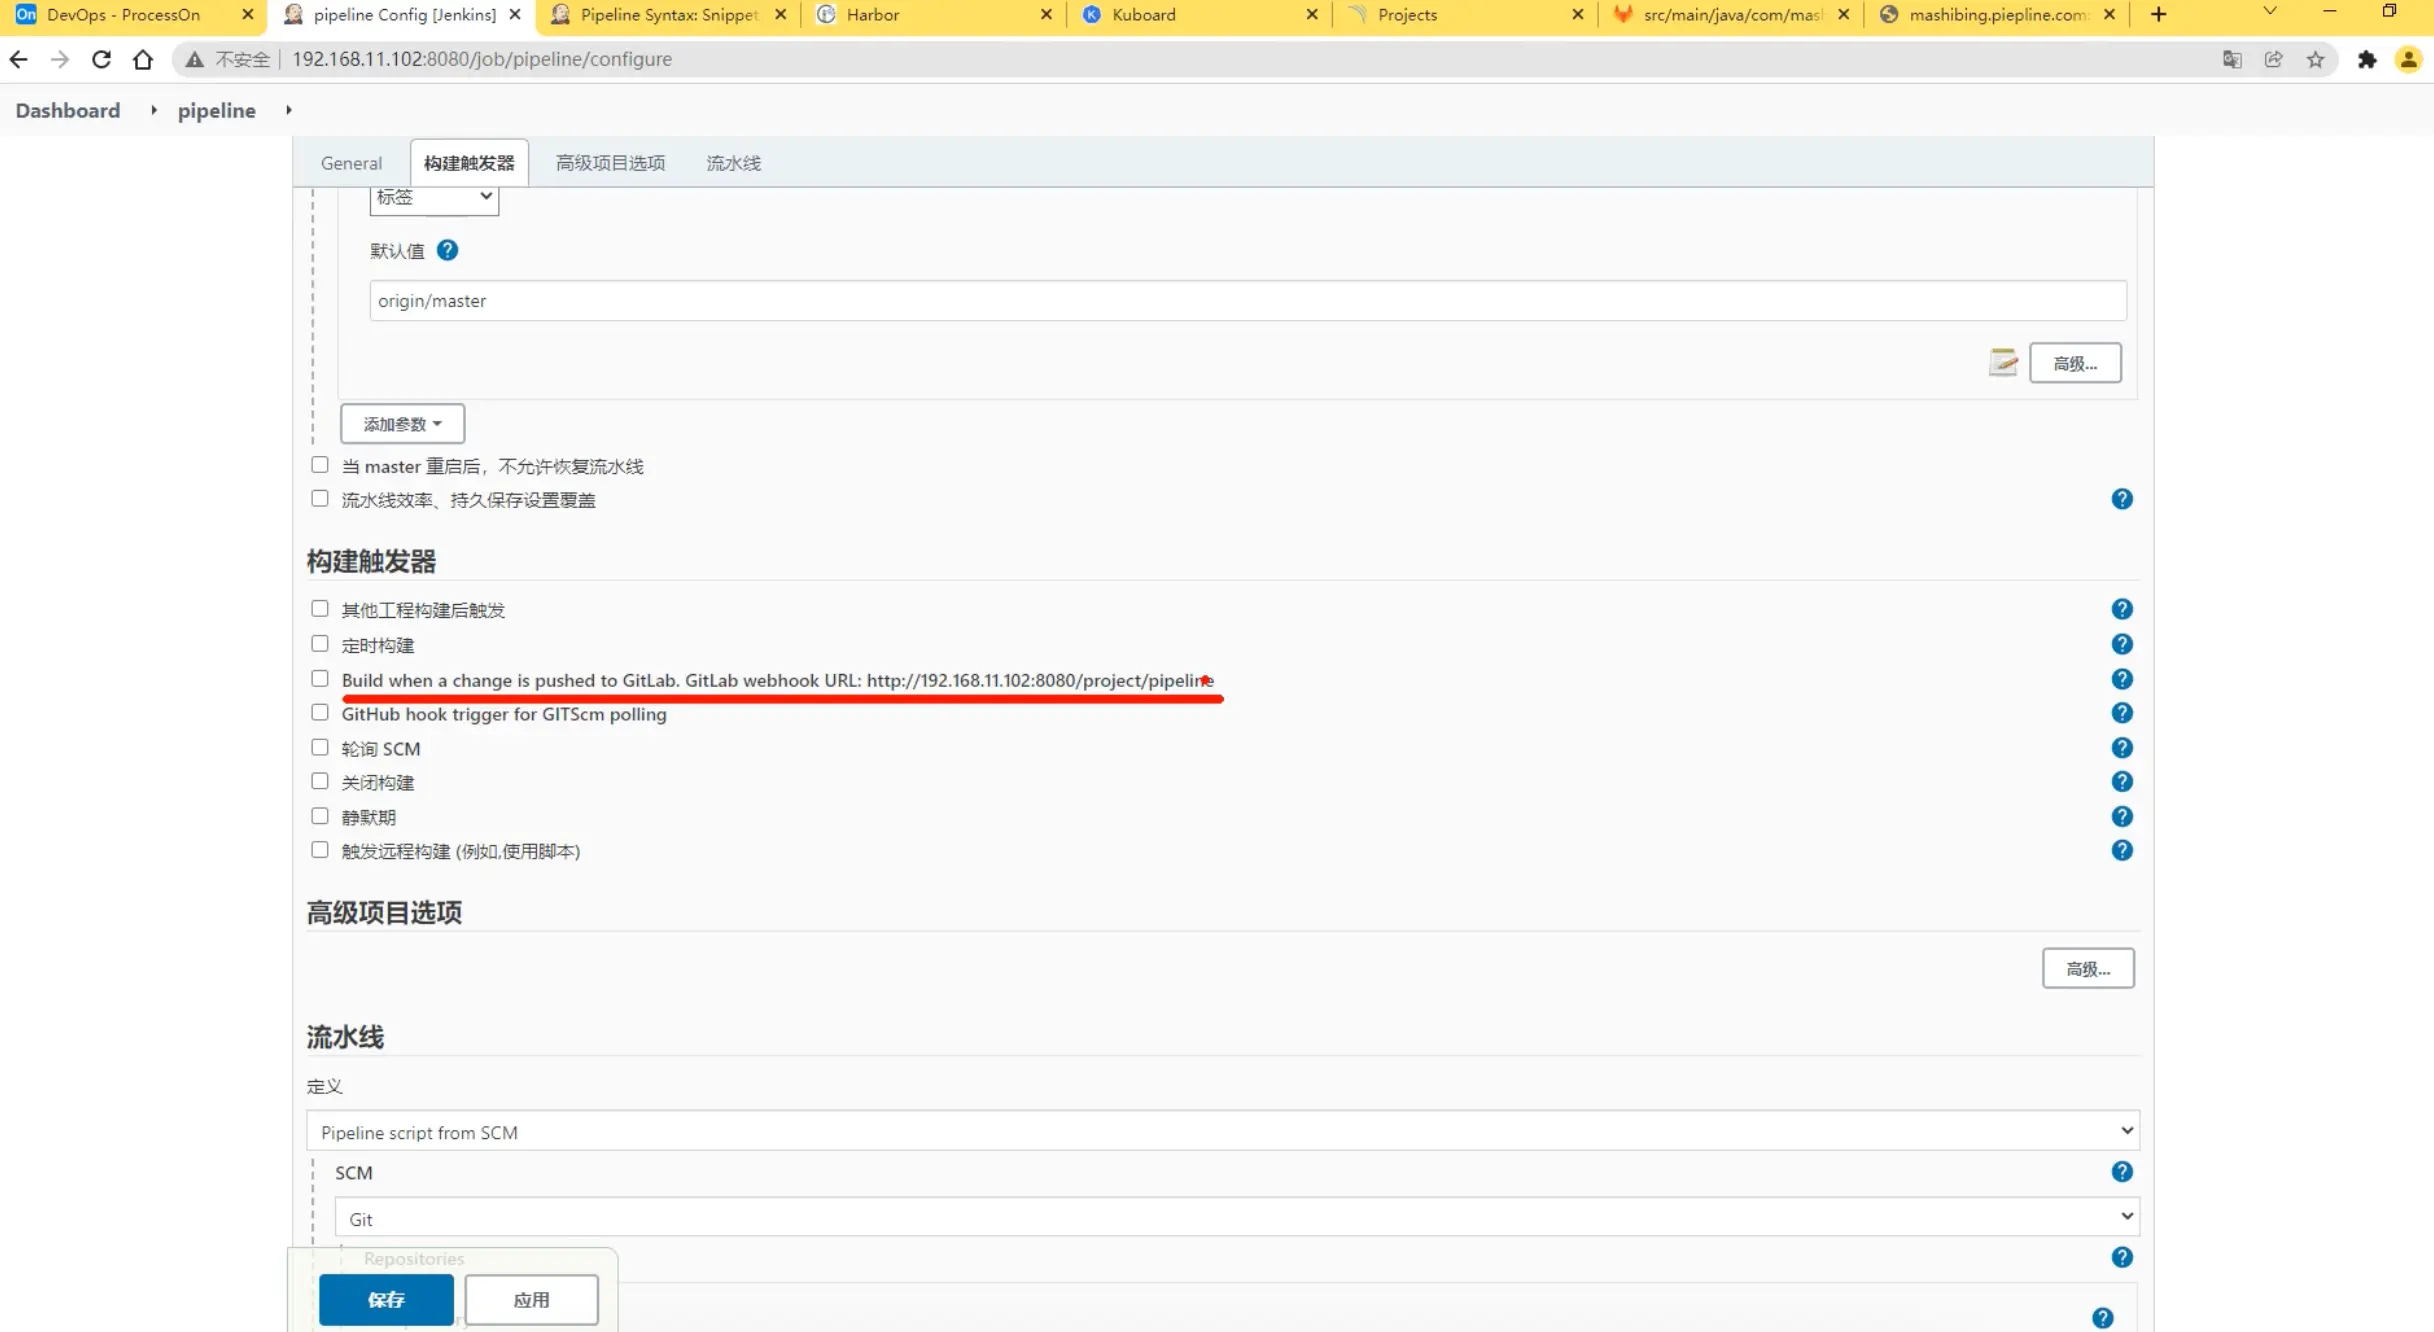 DevOps - ProcessOn
pipeline Config [Jenkins]
Pipeline Syntax: Snippet
Harbor
Kuboard
Projects
src/main/java/com/mash
mashibing.piepline.com:
不安全
192.168.11.102:8080/job/pipeline/configure
Dashboard
pipeline
General
构建触发器
高级项目选项
流水线
标签
默认值
origin/master
高级...
添加参数
当 master 重启后，不允许恢复流水线
流水线效率、持久保存设置覆盖
构建触发器
其他工程构建后触发
定时构建
Build when a change is pushed to GitLab. GitLab webhook URL: http://192.168.11.102:8080/project/pipeline
GitHub hook trigger for GITScm polling
轮询 SCM
关闭构建
静默期
触发远程构建 (例如,使用脚本)
高级项目选项
高级...
流水线
定义
Pipeline script from SCM
SCM
Git
Repositories
保存
应用